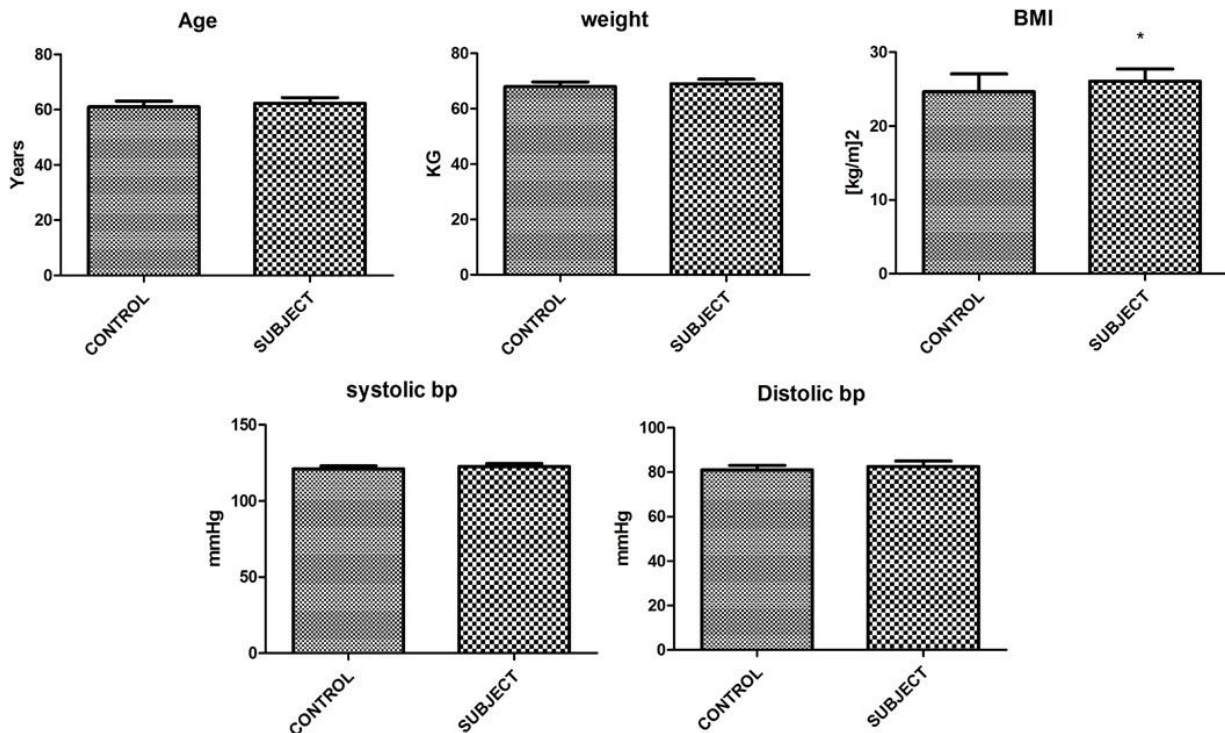 Age
80
60
40
20
0
Years
CONTROL
SUBJECT
weight
80
60
40
20
0
KG
CONTROL
SUBJECT
BMI
*
30
20
10
0
[kg/m]2
CONTROL
SUBJECT
systolic bp
150
100
50
0
mmHg
CONTROL
SUBJECT
Distolic bp
100
80
60
40
20
0
mmHg
CONTROL
SUBJECT